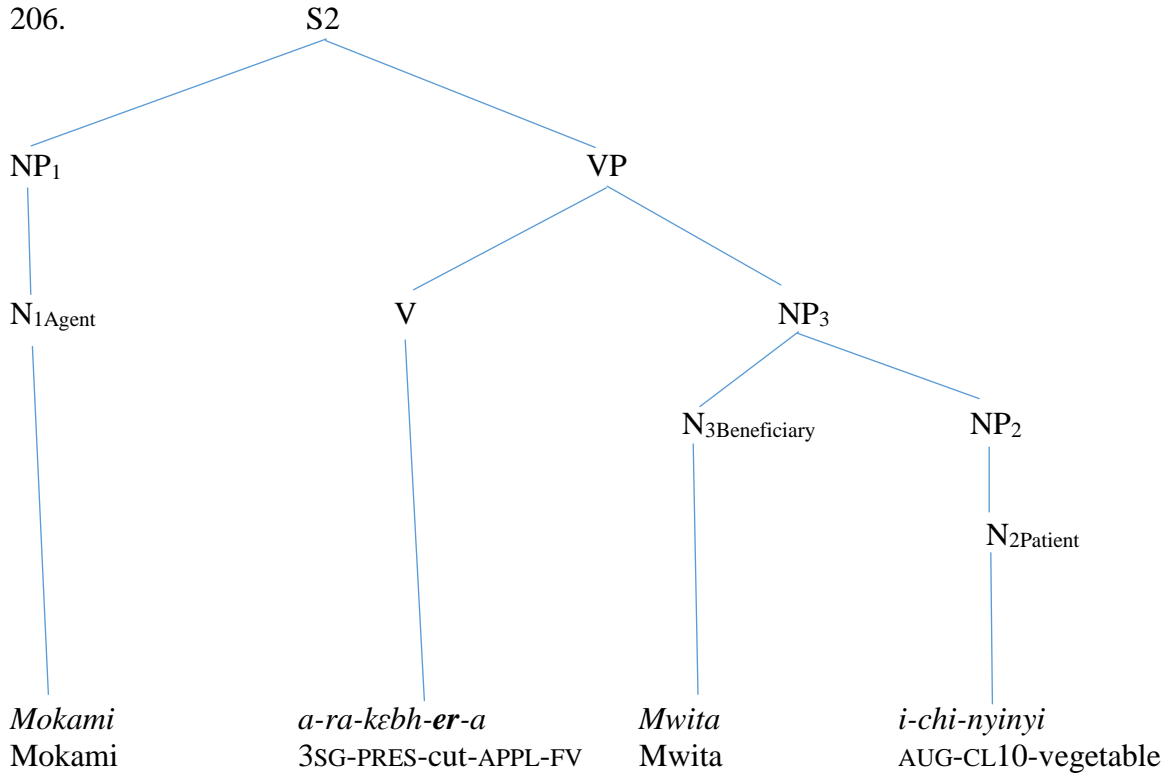 206. S2
NP₁ VP
N₁Agent V NP₃
N₃Beneficiary NP₂
N₂Patient
Mokami a-ra-kɛbh-er-a Mwita i-chi-nyinyi
Mokami 3SG-PRES-cut-APPL-FV Mwita AUG-CL10-vegetable